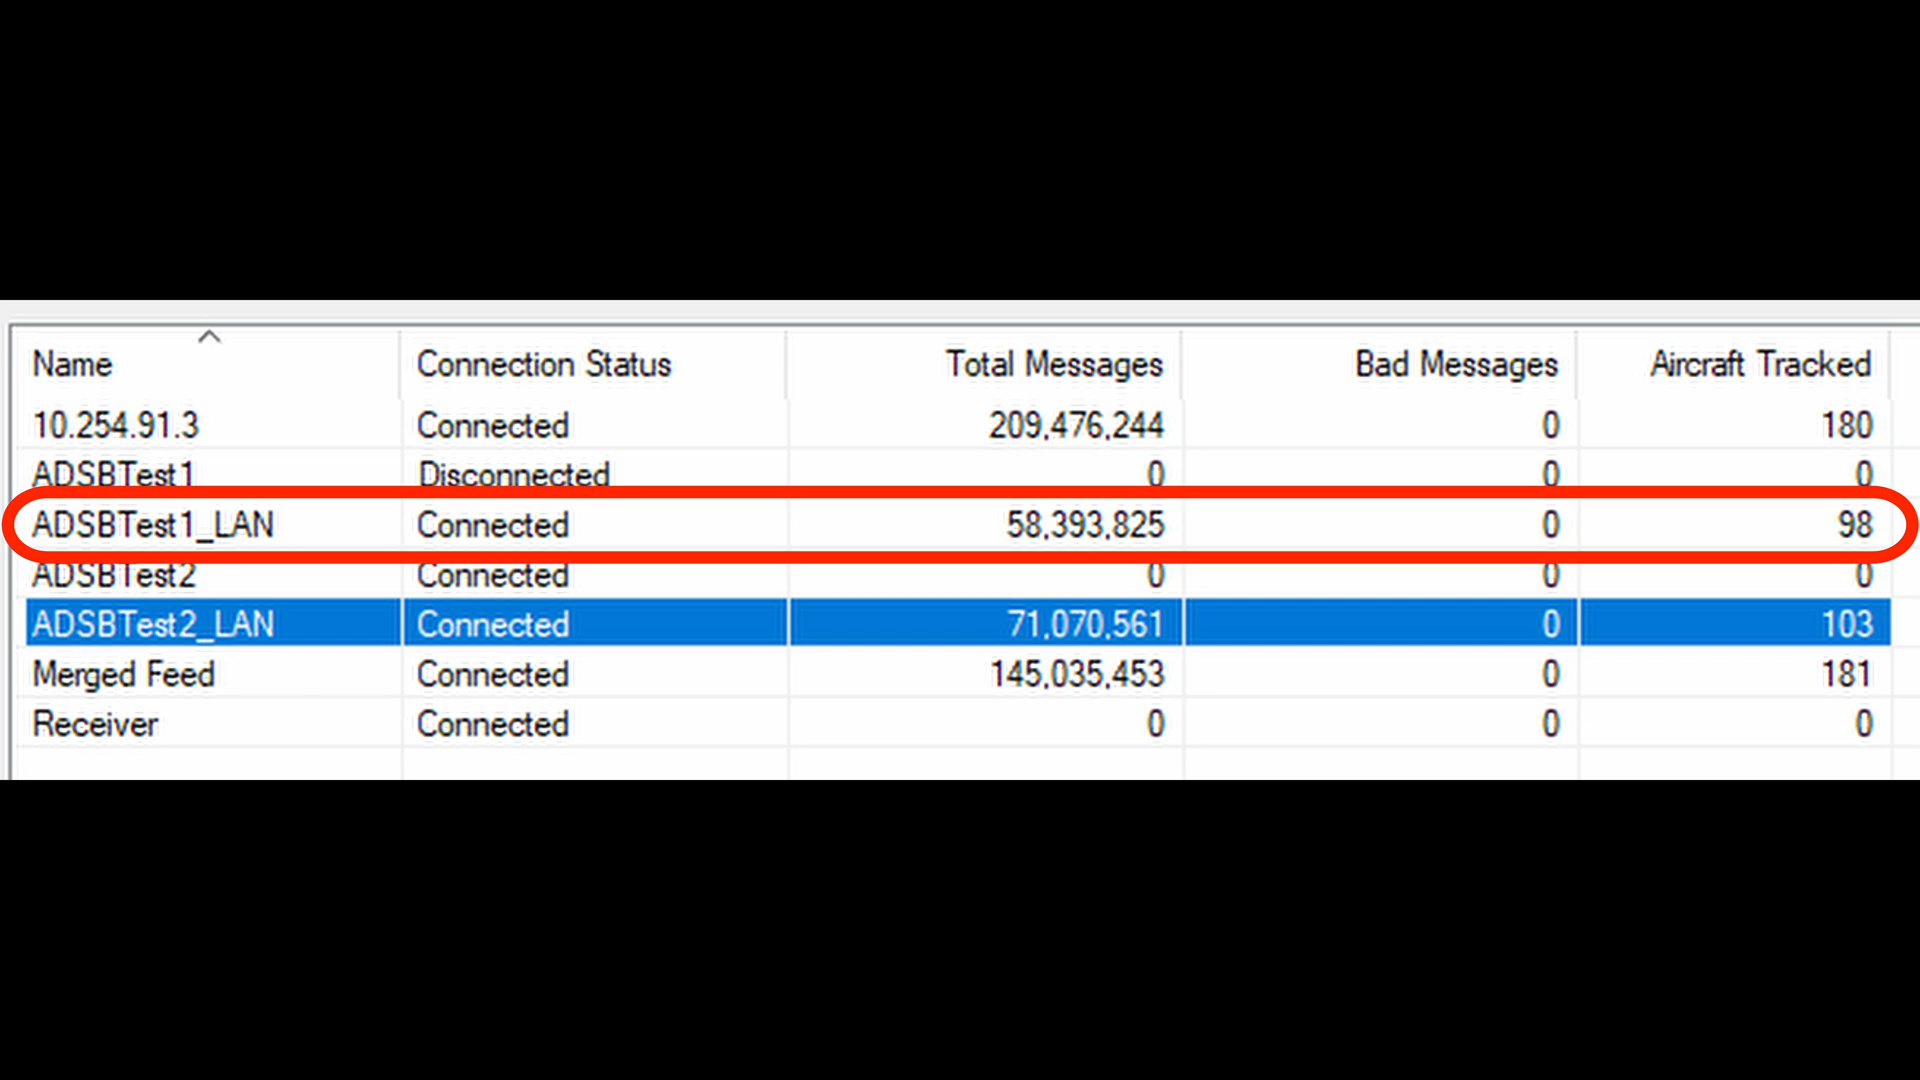 Name Connection Status Total Messages Bad Messages Aircraft Tracked
10.254.91.3 Connected 209,476,244 0 180
ADSBTest1 Disconnected 0 0 0
ADSBTest1_LAN Connected 58,393,825 0 98
ADSBTest2 Connected 0 0 0
ADSBTest2_LAN Connected 71,070,561 0 103
Merged Feed Connected 145,035,453 0 181
Receiver Connected 0 0 0